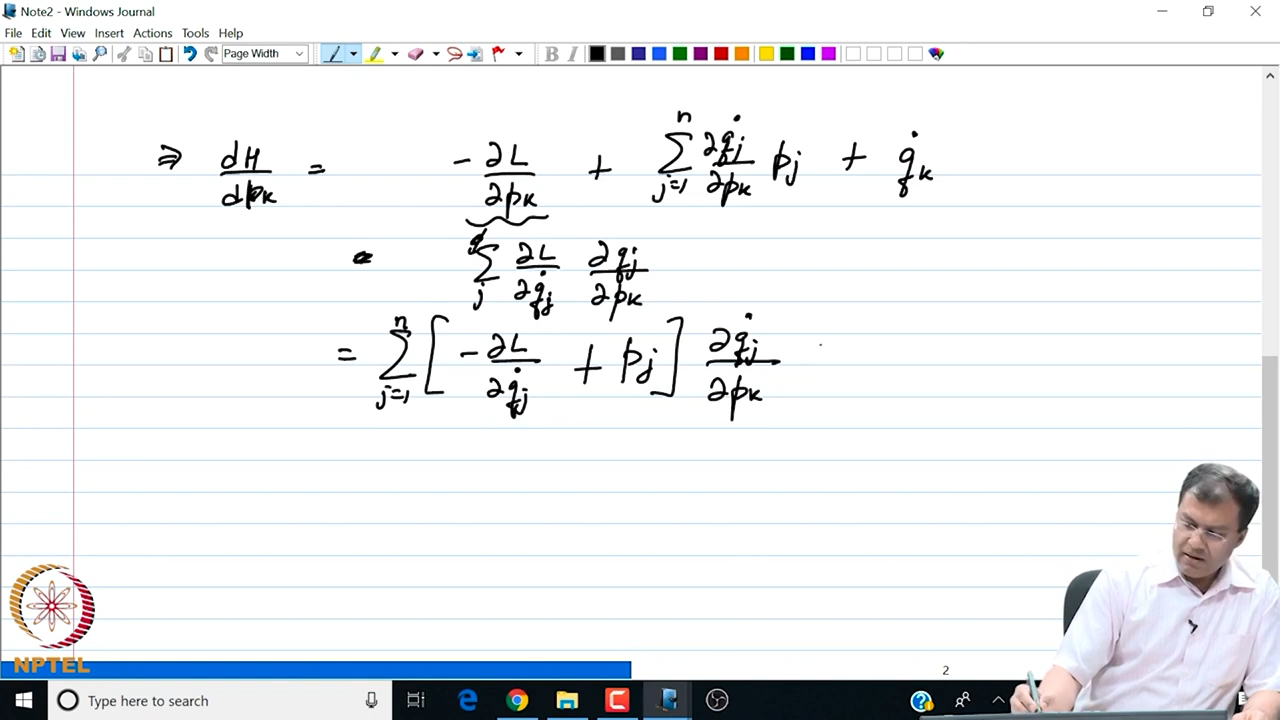 Note2 - Windows Journal
File Edit View Insert Actions Tools Help
Page Width
B I
⇒ dH/dpₖ = - ∂L/∂pₖ + Σⱼ₌₁ⁿ ∂q̇ⱼ/∂pₖ pⱼ + q̇ₖ
Σⱼ ∂L/∂q̇ⱼ ∂q̇ⱼ/∂pₖ
= Σⱼ₌₁ⁿ [ - ∂L/∂q̇ⱼ + pⱼ ] ∂q̇ⱼ/∂pₖ
NPTEL
2
Type here to search